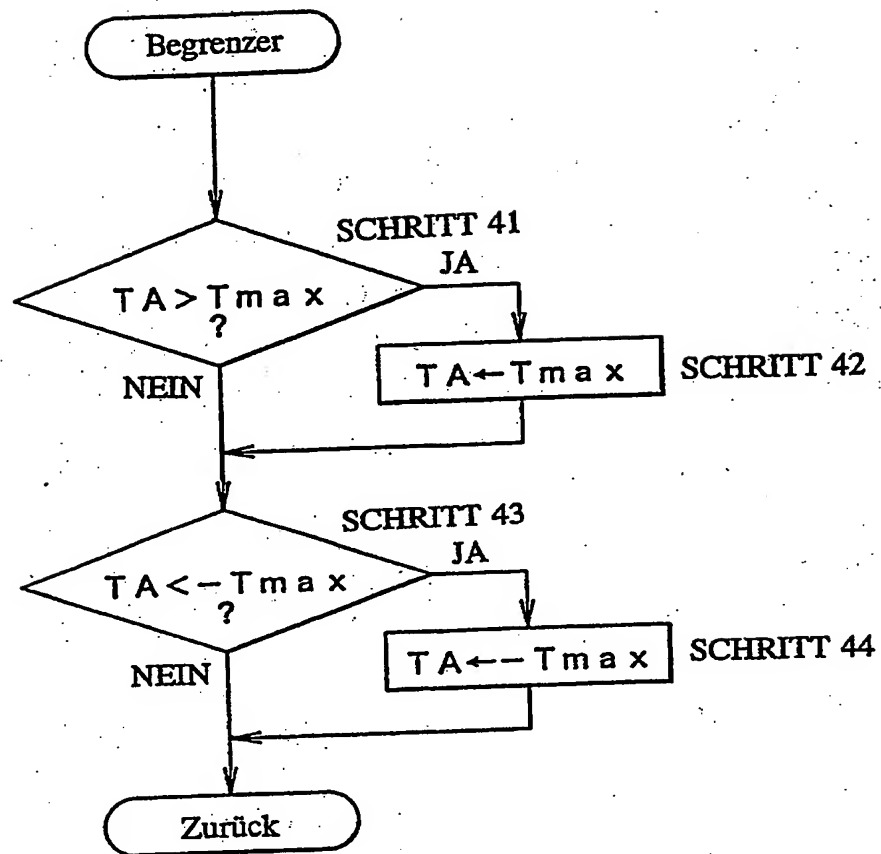 Begrenzer
SCHRITT 41
JA
TA>Tmax
?
NEIN
TA←Tmax
SCHRITT 42
SCHRITT 43
JA
TA<-Tmax
?
NEIN
TA←-Tmax
SCHRITT 44
Zurück